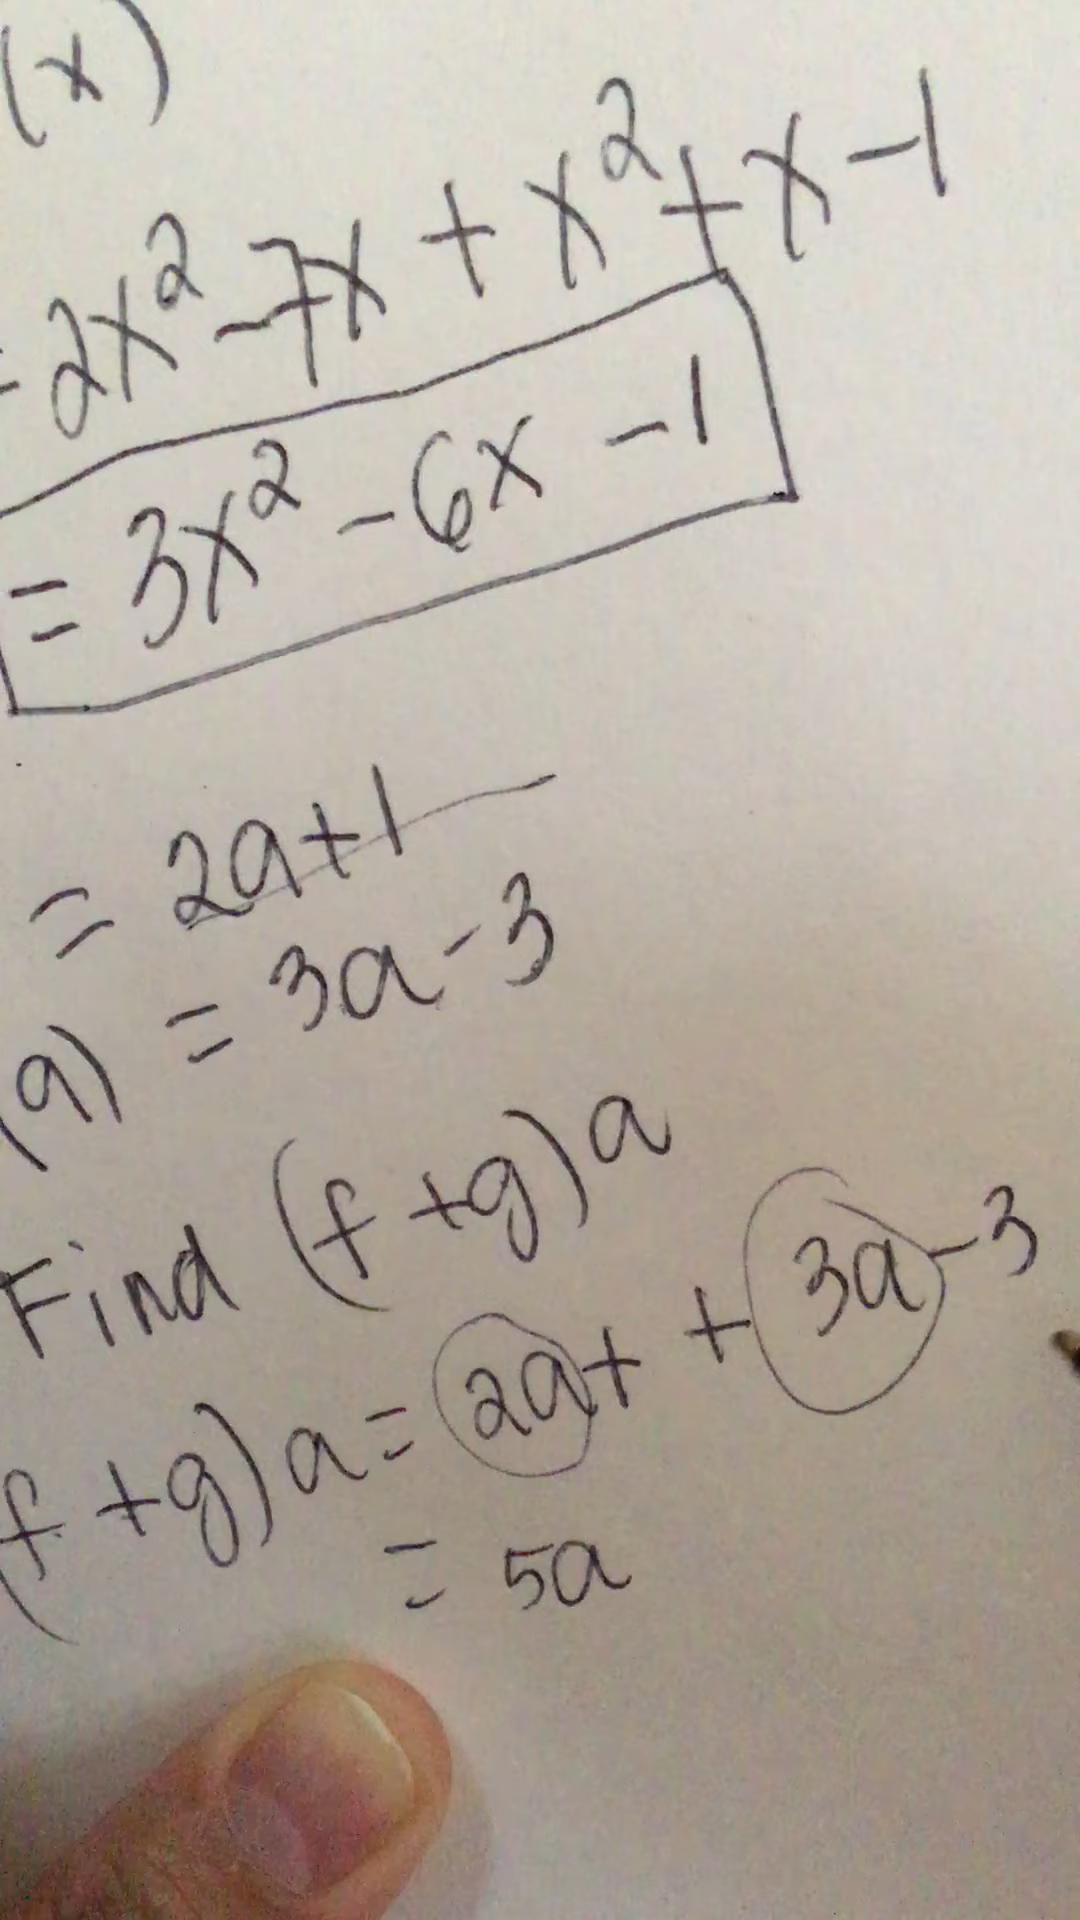 (x)
= 2x² - 7x + x² + x - 1
= 3x² - 6x - 1
= 2a+1
(a) = 3a - 3
Find (f + g) a
(f + g) a = 2a + + 3a - 3
= 5a